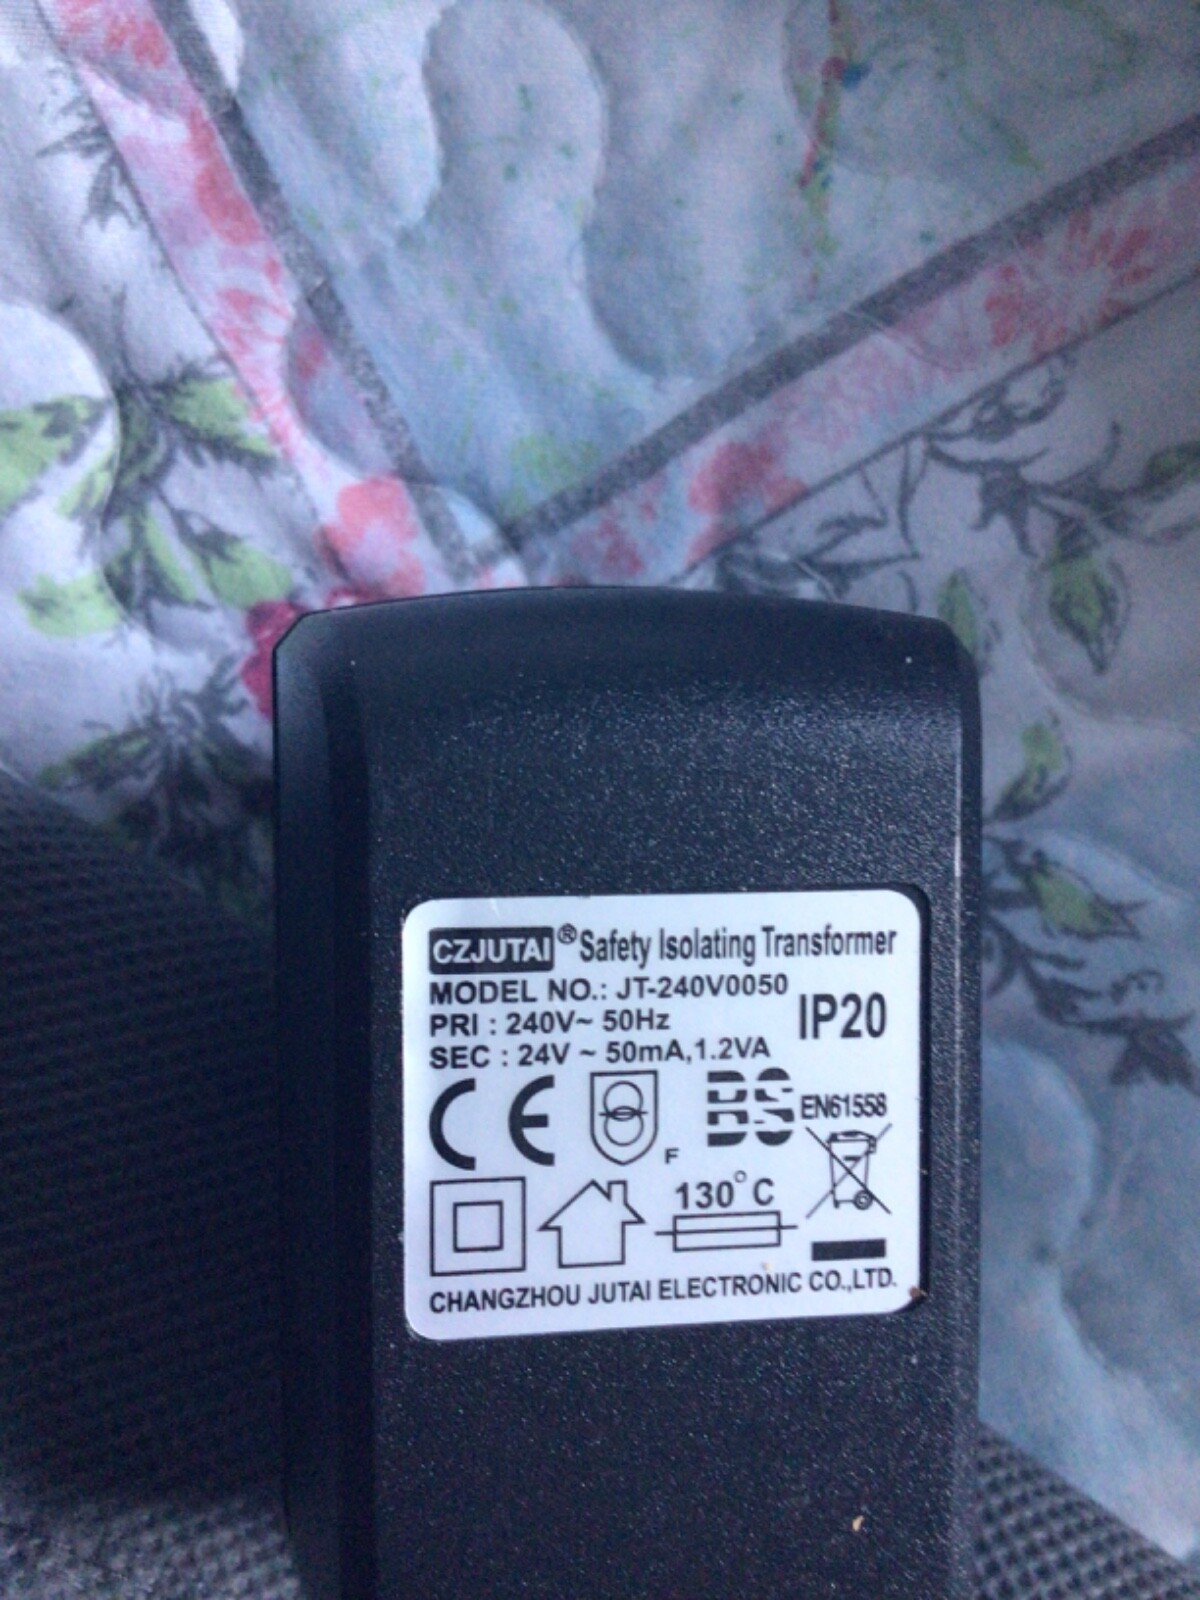 CZJUTAI ® Safety Isolating Transformer
MODEL NO.: JT-240V0050
PRI : 240V~ 50Hz
IP20
SEC : 24V ~ 50mA,1.2VA
CE
F
BS
EN61558
130°C
CHANGZHOU JUTAI ELECTRONIC CO.,LTD.